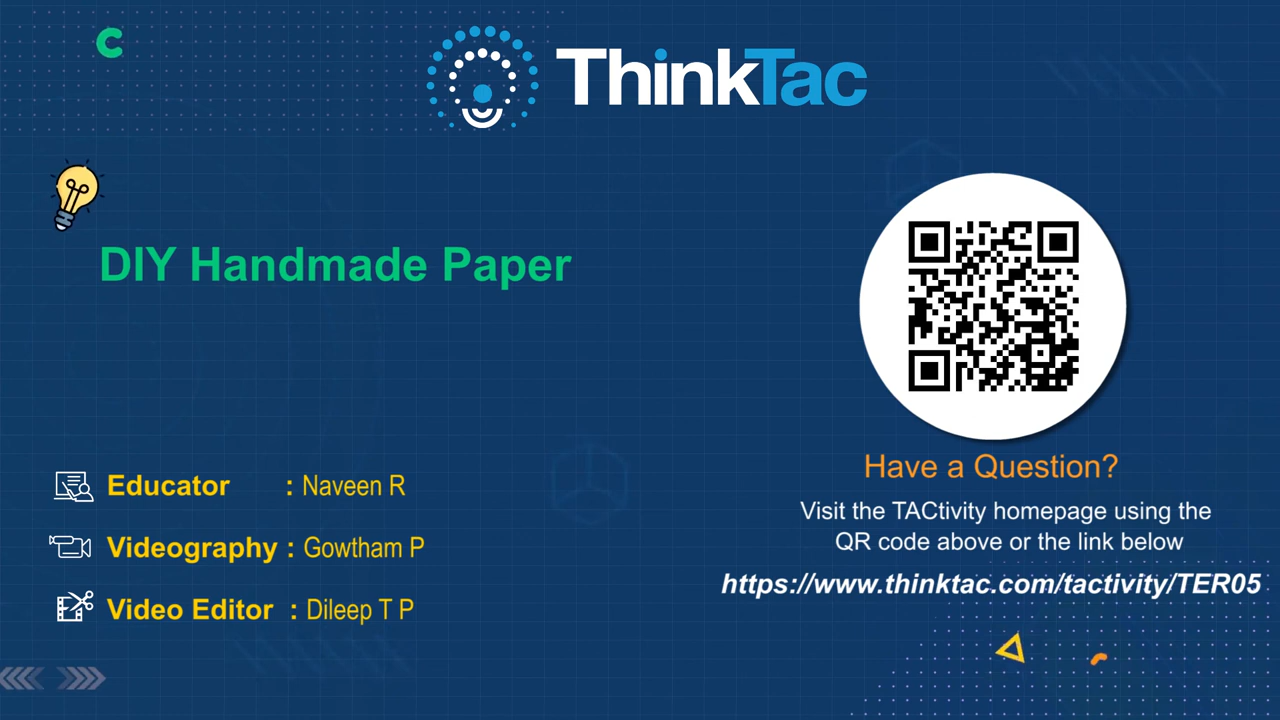 ThinkTac
DIY Handmade Paper
Educator : Naveen R
Videography : Gowtham P
Video Editor : Dileep T P
Have a Question?
Visit the TACtivity homepage using the
QR code above or the link below
https://www.thinktac.com/tactivity/TER05